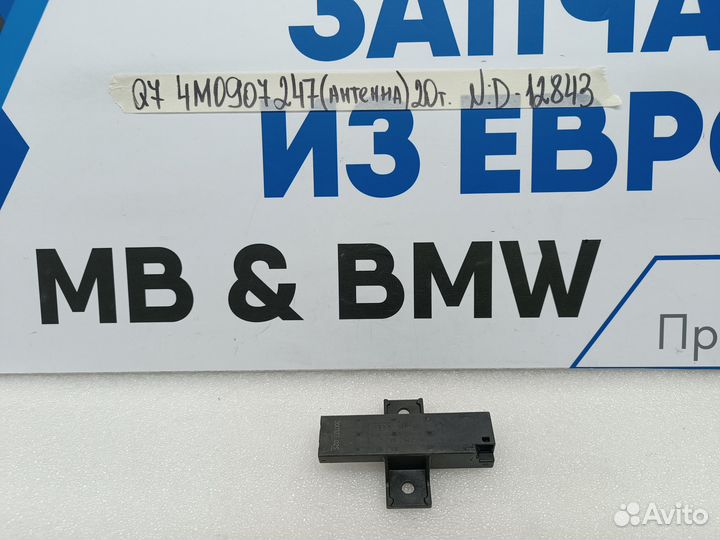 ЗАПЧА
Q7 4M0907247(антенна) 20г. N.D-12843
ИЗ ЕВРО
MB & BMW
Пр
Avito